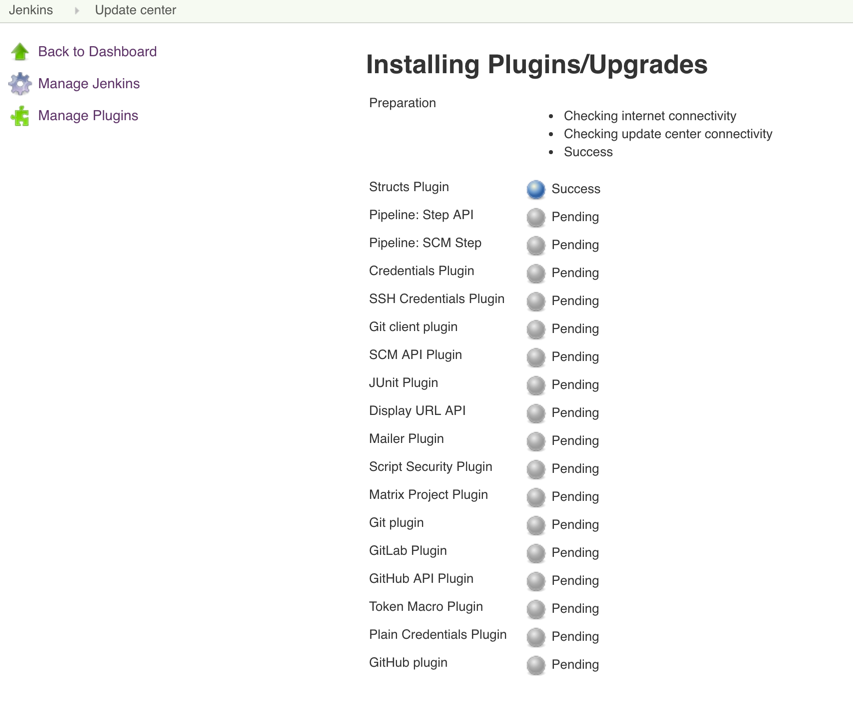 Jenkins Update center
Back to Dashboard
Manage Jenkins
Manage Plugins
Installing Plugins/Upgrades
Preparation
Checking internet connectivity
Checking update center connectivity
Success
Structs Plugin Success
Pipeline: Step API Pending
Pipeline: SCM Step Pending
Credentials Plugin Pending
SSH Credentials Plugin Pending
Git client plugin Pending
SCM API Plugin Pending
JUnit Plugin Pending
Display URL API Pending
Mailer Plugin Pending
Script Security Plugin Pending
Matrix Project Plugin Pending
Git plugin Pending
GitLab Plugin Pending
GitHub API Plugin Pending
Token Macro Plugin Pending
Plain Credentials Plugin Pending
GitHub plugin Pending